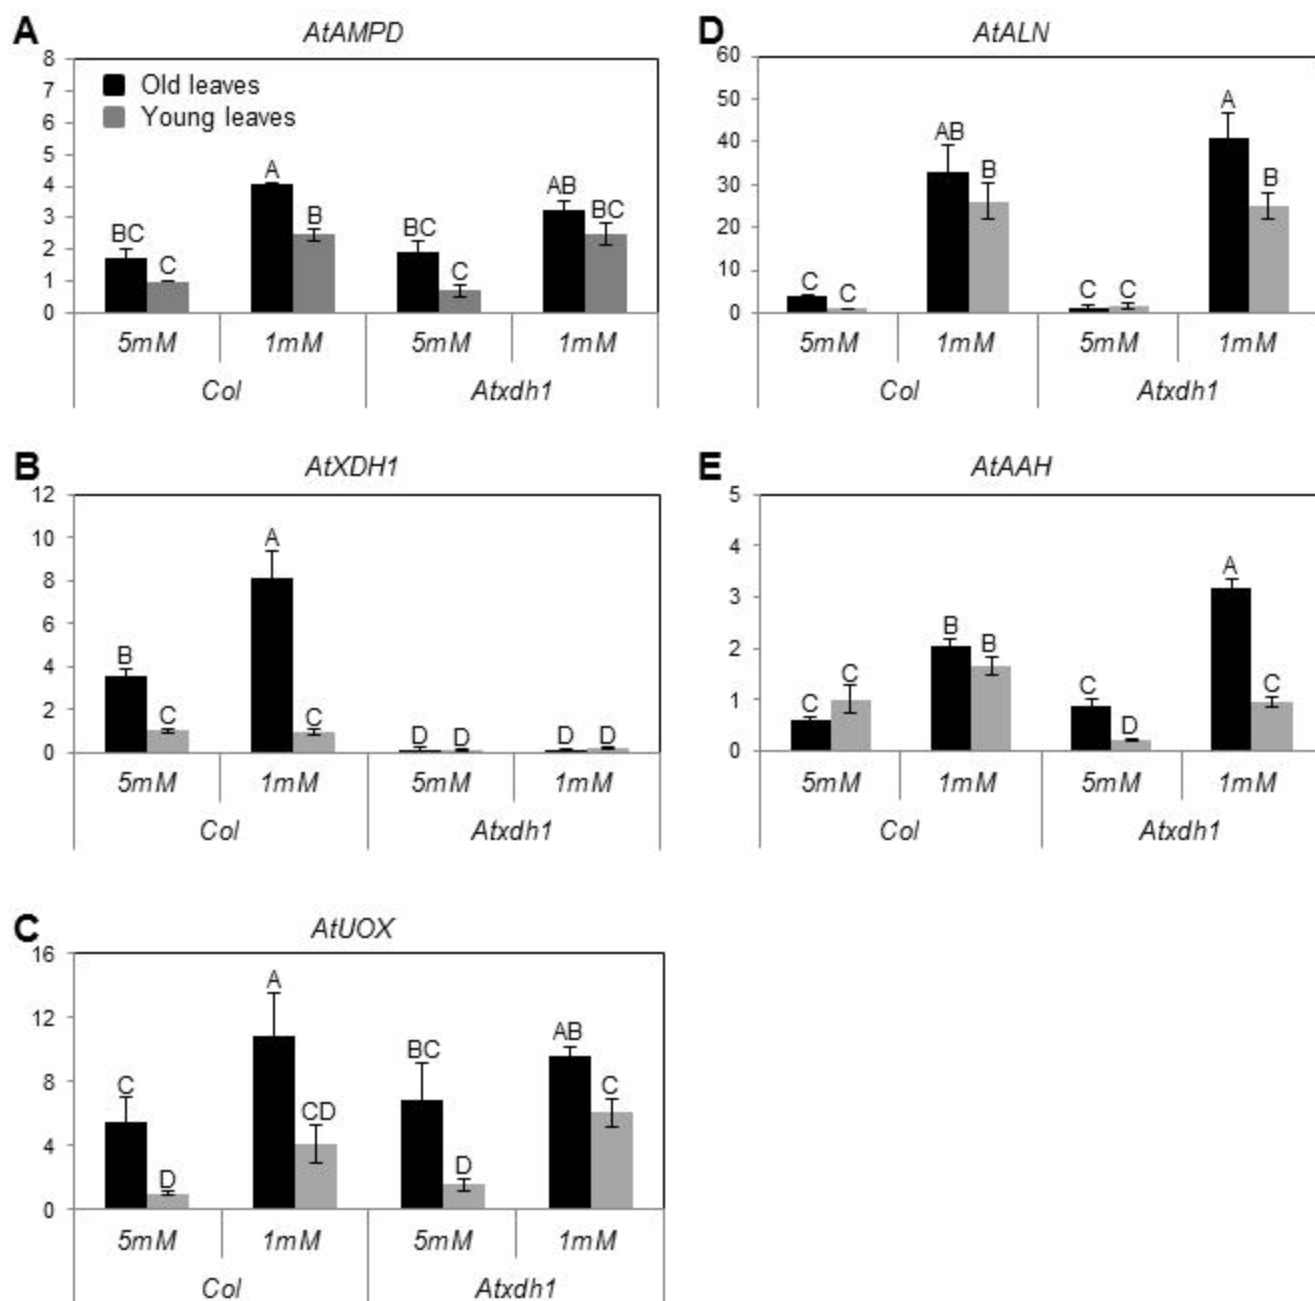 A
AtAMPD
8
7
6
5
4
3
2
1
0
Old leaves
Young leaves
BC
C
A
B
BC
C
AB
BC
5mM 1mM 5mM 1mM
Col Atxdh1
B
AtXDH1
12
10
8
6
4
2
0
B
C
A
C
D D D D
5mM 1mM 5mM 1mM
Col Atxdh1
C
AtUOX
16
12
8
4
0
C
D
A
CD
BC
D
AB
C
5mM 1mM 5mM 1mM
Col Atxdh1
D
AtALN
60
50
40
30
20
10
0
C C
AB
B
C C
A
B
5mM 1mM 5mM 1mM
Col Atxdh1
E
AtAAH
5
4
3
2
1
0
C
C
B
B
C
D
A
C
5mM 1mM 5mM 1mM
Col Atxdh1